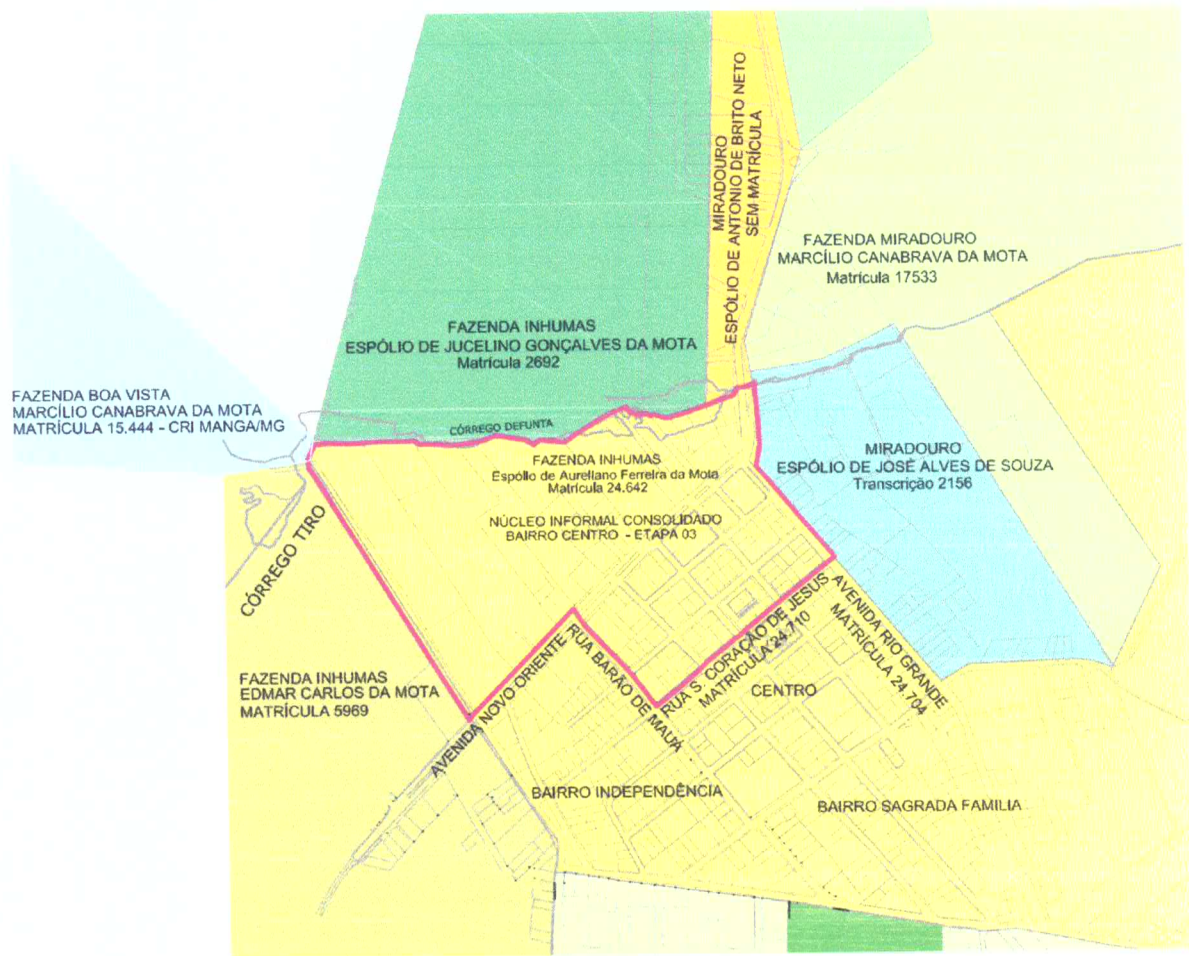 MIRADOURO
ESPÓLIO DE ANTONIO DE BRITO NETO
SEM MATRÍCULA
FAZENDA MIRADOURO
MARCÍLIO CANABRAVA DA MOTA
Matrícula 17533
FAZENDA INHUMAS
ESPÓLIO DE JUCELINO GONÇALVES DA MOTA
Matrícula 2692
FAZENDA BOA VISTA
MARCÍLIO CANABRAVA DA MOTA
MATRÍCULA 15.444 - CRI MANGA/MG
CÓRREGO DEFUNTA
FAZENDA INHUMAS
Espólio de Aureliano Ferreira da Mota
Matrícula 24.642
MIRADOURO
ESPÓLIO DE JOSÉ ALVES DE SOUZA
Transcrição 2156
NÚCLEO INFORMAL CONSOLIDADO
BAIRRO CENTRO - ETAPA 03
CÓRREGO TIRO
FAZENDA INHUMAS
EDMAR CARLOS DA MOTA
MATRÍCULA 5969
AVENIDA NOVO ORIENTE
RUA BARÃO DE MAUÁ
RUA S. CORAÇÃO DE JESUS
MATRÍCULA 24.710
AVENIDA RIO GRANDE
MATRÍCULA 24.704
CENTRO
BAIRRO INDEPENDÊNCIA
BAIRRO SAGRADA FAMILIA